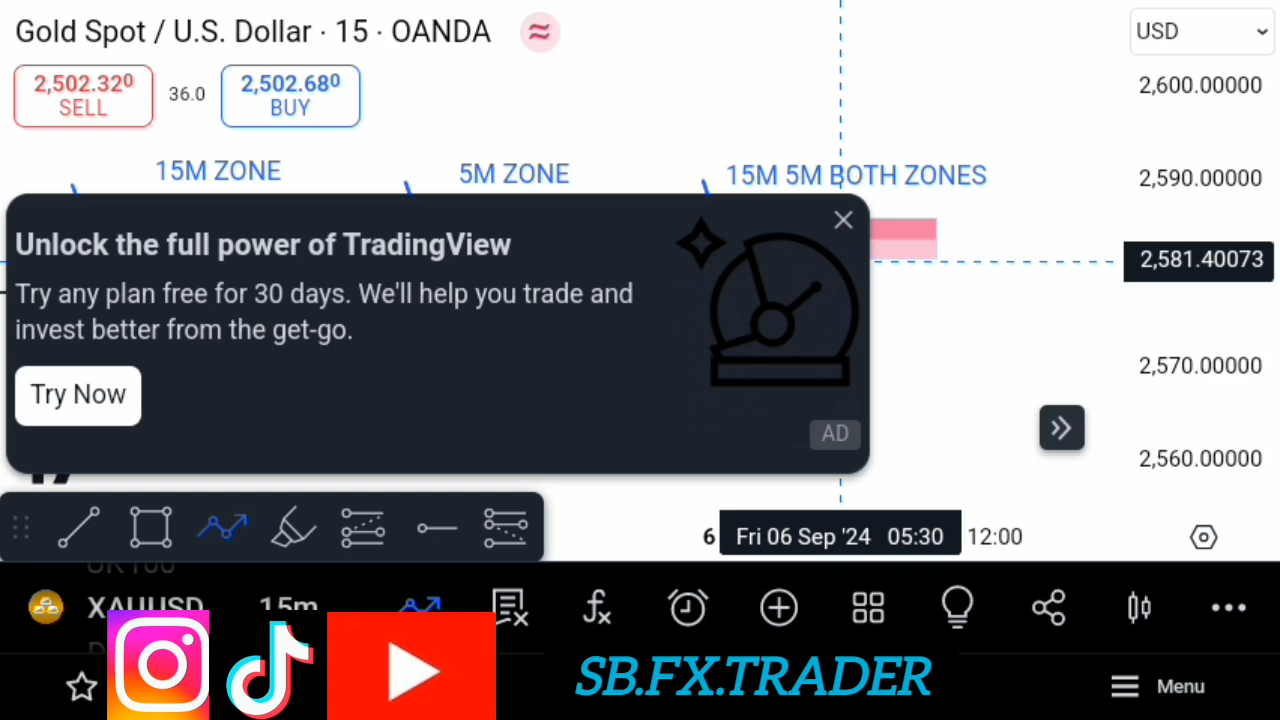 Gold Spot / U.S. Dollar · 15 · OANDA
USD
2,502.320
SELL
36.0
2,502.680
BUY
2,600.00000
15M ZONE
5M ZONE
15M 5M BOTH ZONES
2,590.00000
Unlock the full power of TradingView
2,581.40073
Try any plan free for 30 days. We'll help you trade and
invest better from the get-go.
2,570.00000
Try Now
AD
2,560.00000
6
Fri 06 Sep '24 05:30
12:00
UK100
XAUUSD
15m
SB.FX.TRADER
Menu